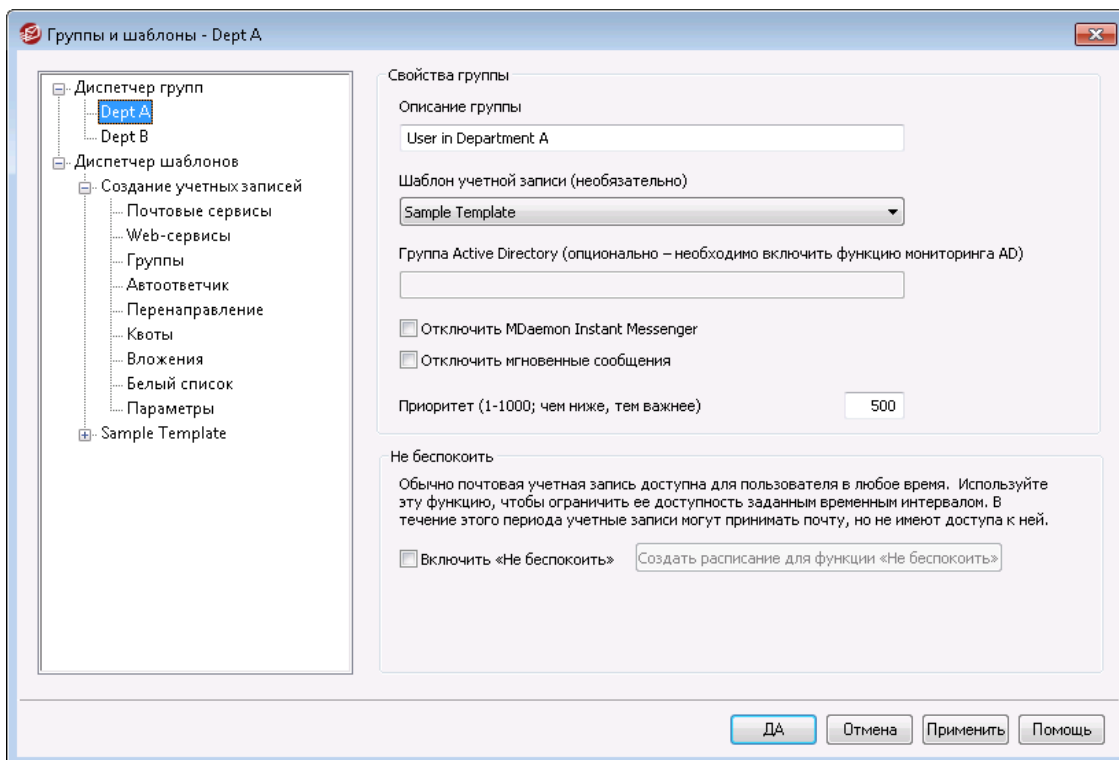 Группы и шаблоны - Dept A
Диспетчер групп
Dept A
Dept B
Диспетчер шаблонов
Создание учетных записей
Почтовые сервисы
Web-сервисы
Группы
Автоответчик
Перенаправление
Квоты
Вложения
Белый список
Параметры
Sample Template
Свойства группы
Описание группы
User in Department A
Шаблон учетной записи (необязательно)
Sample Template
Группа Active Directory (опционально – необходимо включить функцию мониторинга AD)
Отключить MDaemon Instant Messenger
Отключить мгновенные сообщения
Приоритет (1-1000; чем ниже, тем важнее)
500
Не беспокоить
Обычно почтовая учетная запись доступна для пользователя в любое время. Используйте
эту функцию, чтобы ограничить ее доступность заданным временным интервалом. В
течение этого периода учетные записи могут принимать почту, но не имеют доступа к ней.
Включить «Не беспокоить»
Создать расписание для функции «Не беспокоить»
ДА
Отмена
Применить
Помощь